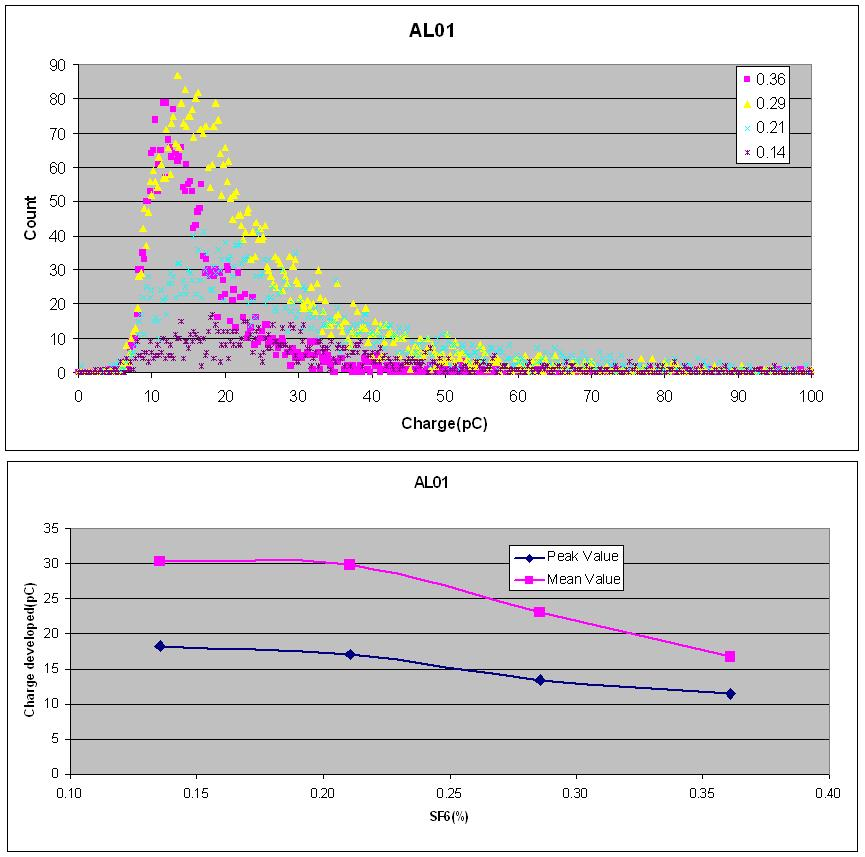 AL01
90
80
70
60
50
40
30
20
10
0
Count
0.36
0.29
0.21
0.14
0 10 20 30 40 50 60 70 80 90 100
Charge(pC)
AL01
35
30
25
20
15
10
5
0
Charge developed(pC)
Peak Value
Mean Value
0.10 0.15 0.20 0.25 0.30 0.35 0.40
SF6(%)